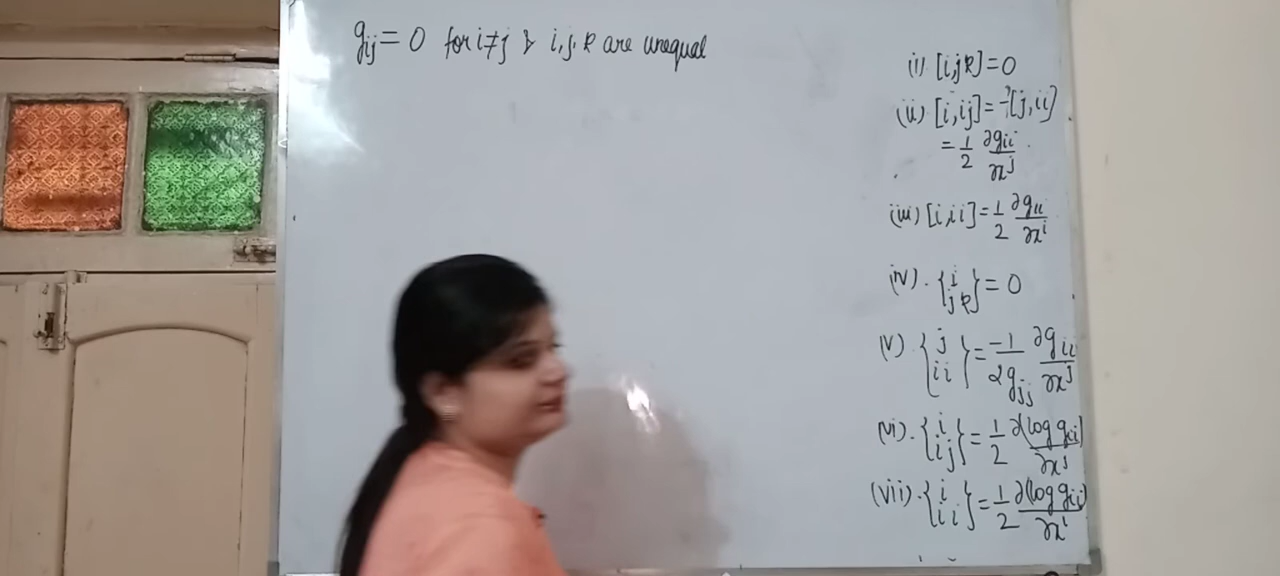 gij = 0 for i≠j & i, j, k are unequal
(i) [i, jk] = 0
(ii) [i, ij] = -[j, ii]
= 1/2 ∂gii/∂x^j
(iii) [i, ii] = 1/2 ∂gii/∂x^i
(iv). {i jk} = 0
(v) {j ii} = -1/2gjj ∂gii/∂x^j
(vi). {i ij} = 1/2 ∂(log gii)/∂x^j
(vii). {i ii} = 1/2 ∂(log gii)/∂x^i